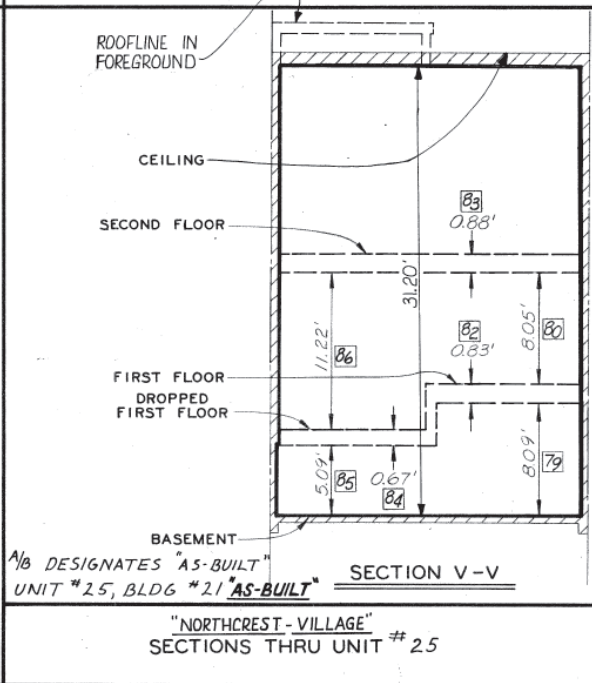 ROOFLINE IN
FOREGROUND
CEILING
83
0.88'
SECOND FLOOR
31.20'
11.22'
86
82
0.83'
8.05'
80
FIRST FLOOR
DROPPED
FIRST FLOOR
5.09'
85
0.67'
84
8.09'
79
BASEMENT
A/B DESIGNATES "AS-BUILT"
UNIT #25, BLDG #21 "AS-BUILT"
SECTION V-V
"NORTHCREST-VILLAGE"
SECTIONS THRU UNIT #25